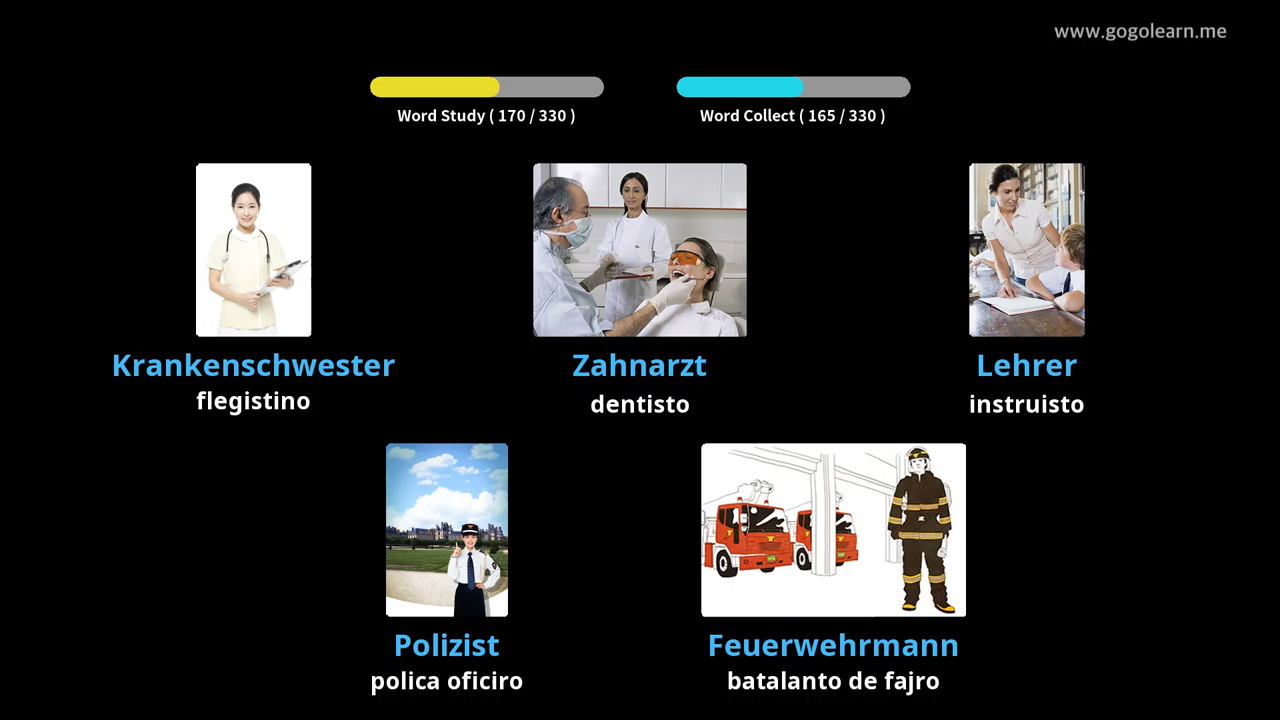 www.gogolearn.me
Word Study ( 170 / 330 )
Word Collect ( 165 / 330 )
Krankenschwester
flegistino
Zahnarzt
dentisto
Lehrer
instruisto
Polizist
polica oficiro
Feuerwehrmann
batalanto de fajro